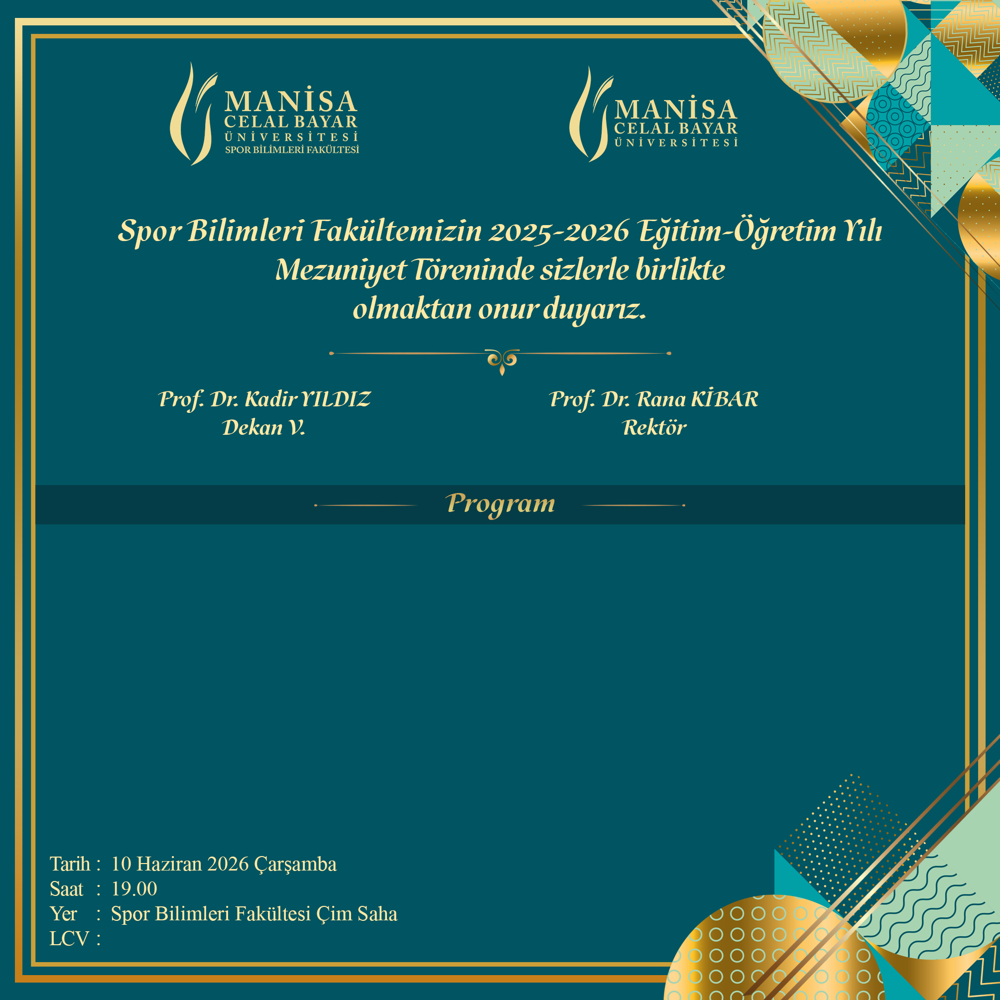 MANİSA
CELAL BAYAR
ÜNİVERSİTESİ
SPOR BİLİMLERİ FAKÜLTESİ
MANİSA
CELAL BAYAR
ÜNİVERSİTESİ
Spor Bilimleri Fakültemizin 2025-2026 Eğitim-Öğretim Yılı
Mezuniyet Töreninde sizlerle birlikte
olmaktan onur duyarız.
Prof. Dr. Kadir YILDIZ
Dekan V.
Prof. Dr. Rana KİBAR
Rektör
Program
Tarih : 10 Haziran 2026 Çarşamba
Saat : 19.00
Yer : Spor Bilimleri Fakültesi Çim Saha
LCV :